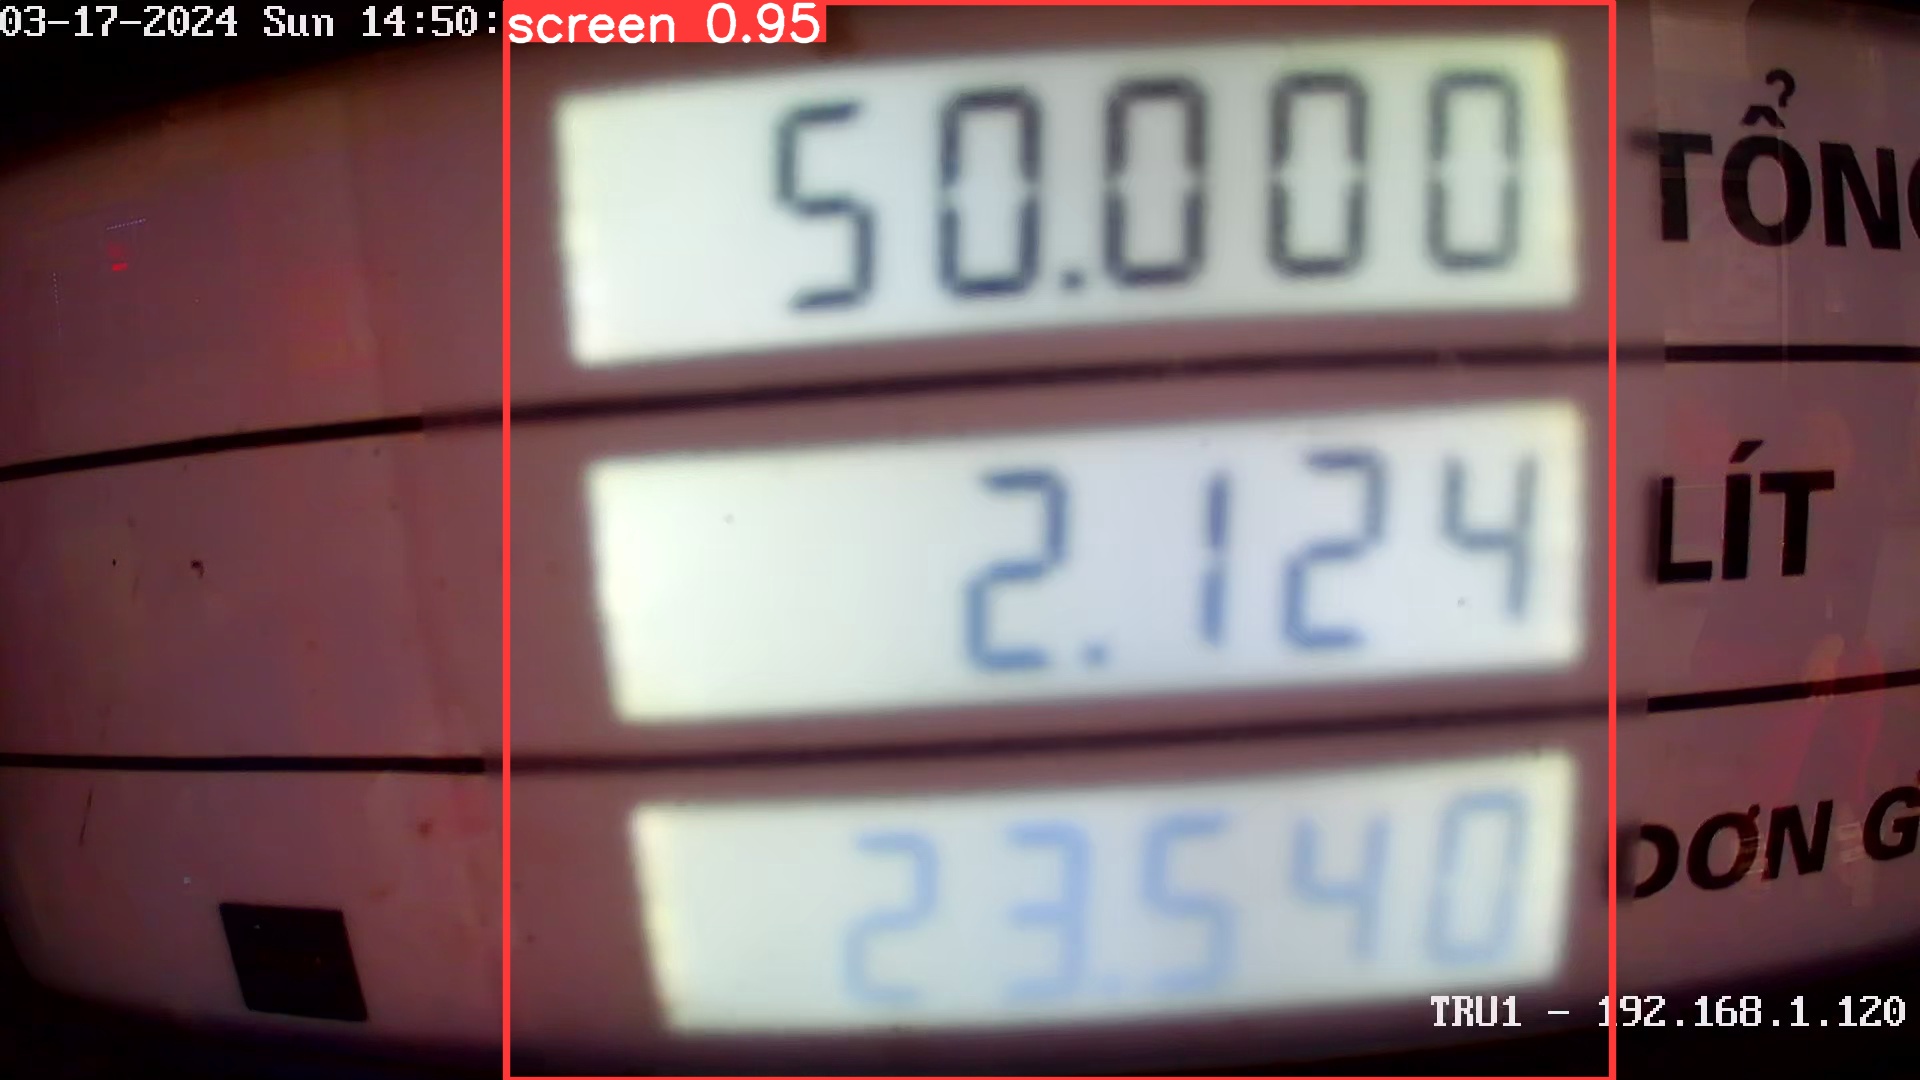 03-17-2024 Sun 14:50:
screen 0.95
50.000
TỔNG
2.124
LÍT
23.540
ĐƠN G
TRU1 - 192.168.1.120